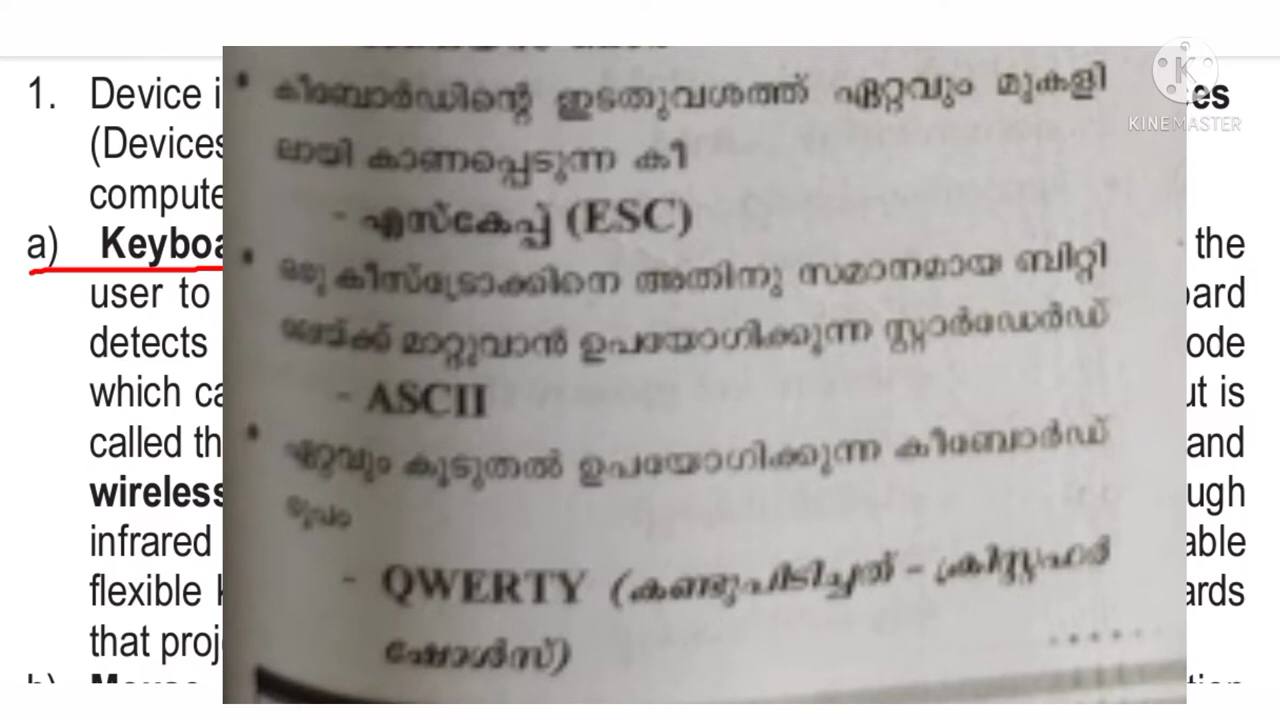 1. Device i
(Devices
compute
a) Keyboa
user to
detects
which ca
called th
wireless
infrared
flexible
that proj
Mouse
കീബോർഡിന്റെ ഇടതുവശത്ത് ഏറ്റവും മുകളി
ലായി കാണപ്പെടുന്ന കീ
- എസ്കേപ്പ് (ESC)
ഒരു കീസ്ട്രോക്കിനെ അതിനു സമാനമായ ബിറ്റി
ലേയ്ക്ക് മാറ്റുവാൻ ഉപയോഗിക്കുന്ന സ്റ്റാർഡേർഡ്
- ASCII
ഏറ്റവും കൂടുതൽ ഉപയോഗിക്കുന്ന കീബോർഡ്
രൂപം
- QWERTY (കണ്ടുപിടിച്ചത് - ക്രിസ്റ്റഫർ
ഷോൾസ്)
es
the
ard
ode
ut is
and
ugh
able
ards
tion
KINEMASTER